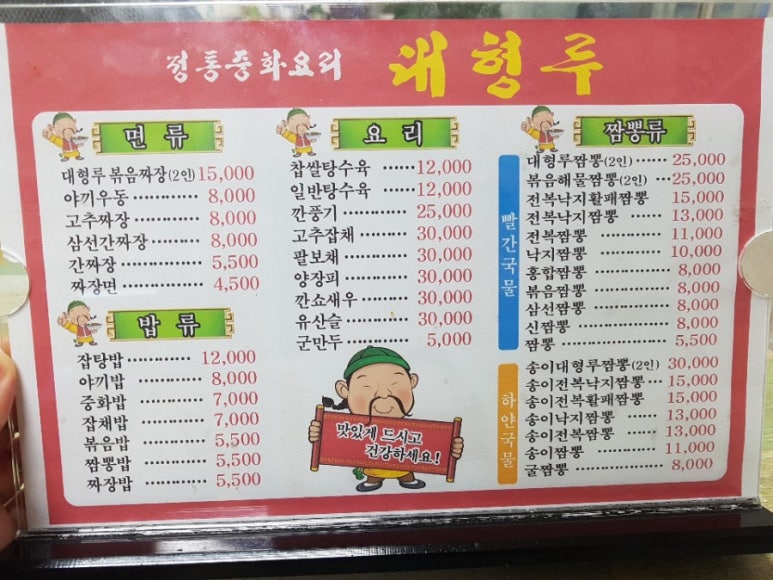 정통중화요리 대형루
면류
대형루볶음짜장(2인) 15,000
야끼우동 ············ 8,000
고추짜장 ············ 8,000
삼선간짜장 ·········· 8,000
간짜장 ·············· 5,500
짜장면 ·············· 4,500
밥류
잡탕밥 ·············· 12,000
야끼밥 ·············· 8,000
중화밥 ·············· 7,000
잡채밥 ·············· 7,000
볶음밥 ·············· 5,500
짬뽕밥 ·············· 5,500
짜장밥 ·············· 5,500
요리
찹쌀탕수육 ········ 12,000
일반탕수육 ········ 12,000
깐풍기 ·············· 25,000
고추잡채 ············ 30,000
팔보채 ·············· 30,000
양장피 ·············· 30,000
깐쇼새우 ·········· 30,000
유산슬 ·············· 30,000
군만두 ·············· 5,000
맛있게 드시고
건강하세요!
짬뽕류
빨간국물
대형루짬뽕(2인) ······ 25,000
볶음해물짬뽕(2인) ··· 25,000
전복낙지활패짬뽕 15,000
전복낙지짬뽕 ······ 13,000
전복짬뽕 ············ 11,000
낙지짬뽕 ············ 10,000
홍합짬뽕 ············ 8,000
볶음짬뽕 ············ 8,000
삼선짬뽕 ············ 8,000
신짬뽕 ·············· 8,000
짬뽕 ················ 5,500
하얀국물
송이대형루짬뽕(2인) 30,000
송이전복낙지짬뽕 ··· 15,000
송이전복활패짬뽕 15,000
송이낙지짬뽕 ······ 13,000
송이전복짬뽕 ······ 13,000
송이짬뽕 ············ 11,000
굴짬뽕 ·············· 8,000